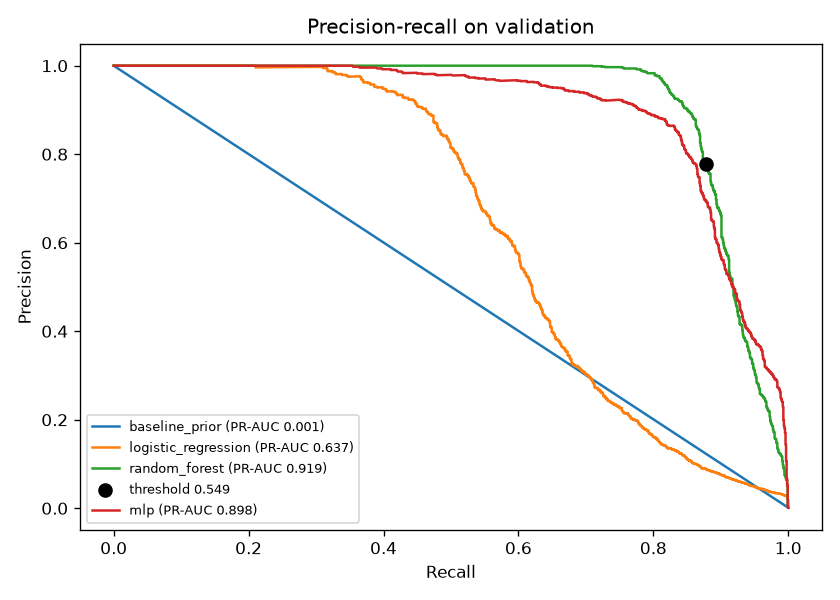 Precision-recall on validation
Precision
1.0
0.8
0.6
0.4
0.2
0.0
baseline_prior (PR-AUC 0.001)
logistic_regression (PR-AUC 0.637)
random_forest (PR-AUC 0.919)
threshold 0.549
mlp (PR-AUC 0.898)
0.0 0.2 0.4 0.6 0.8 1.0
Recall